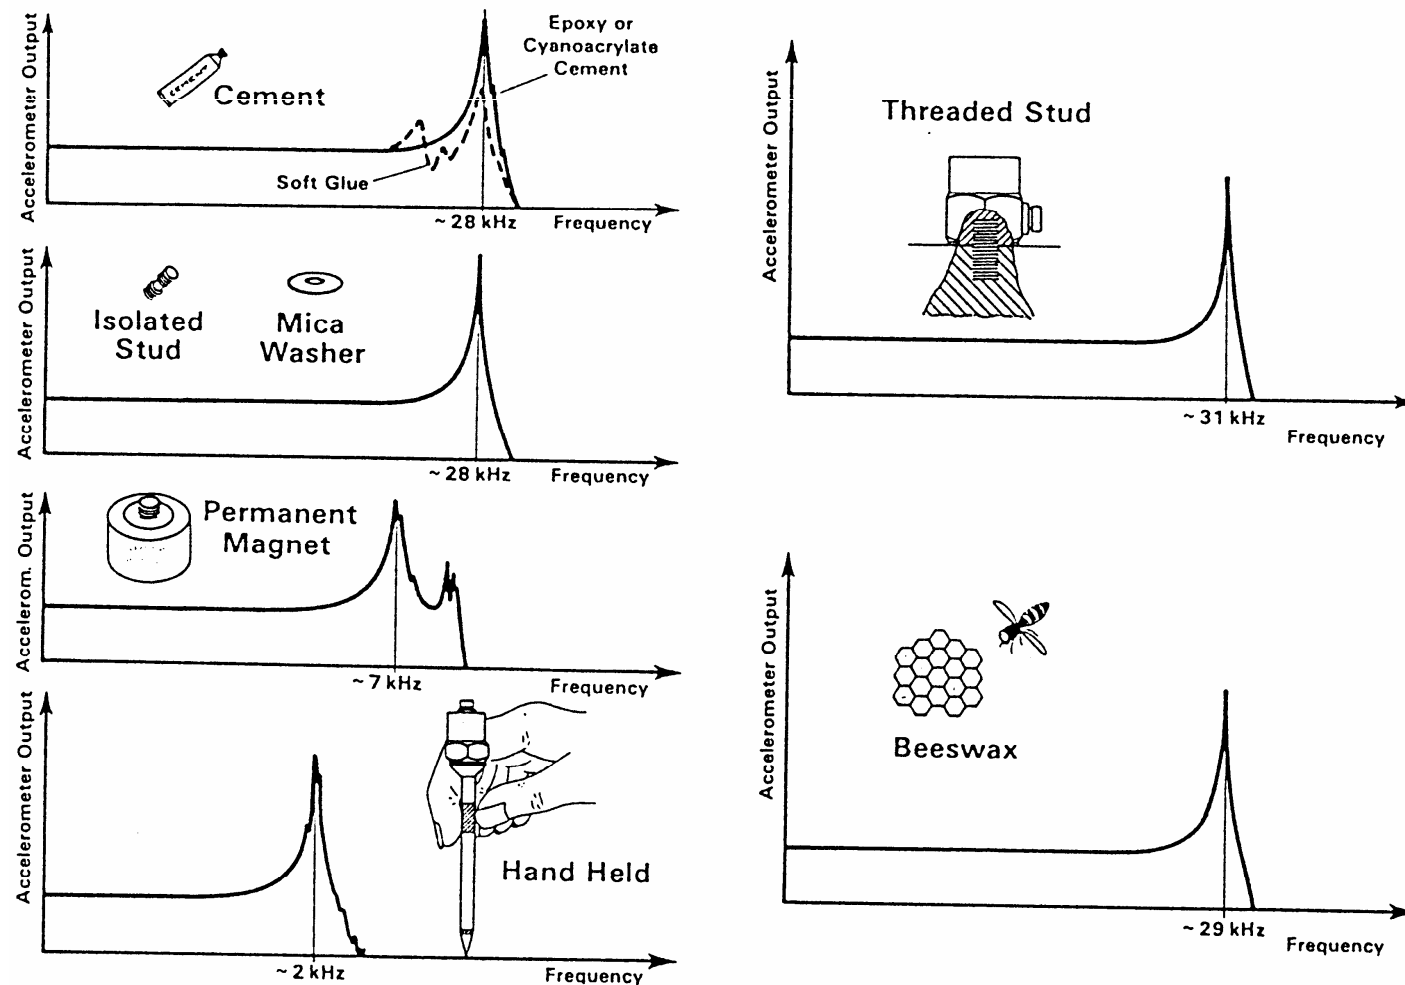 Accelerometer Output
CEMENT
Cement
Epoxy or
Cyanoacrylate
Cement
Soft Glue
~ 28 kHz
Frequency
Accelerometer Output
Isolated
Stud
Mica
Washer
~ 28 kHz
Frequency
Accelerom. Output
Permanent
Magnet
~ 7 kHz
Frequency
Accelerometer Output
Hand Held
~ 2 kHz
Frequency
Accelerometer Output
Threaded Stud
~ 31 kHz
Frequency
Accelerometer Output
Beeswax
~ 29 kHz
Frequency